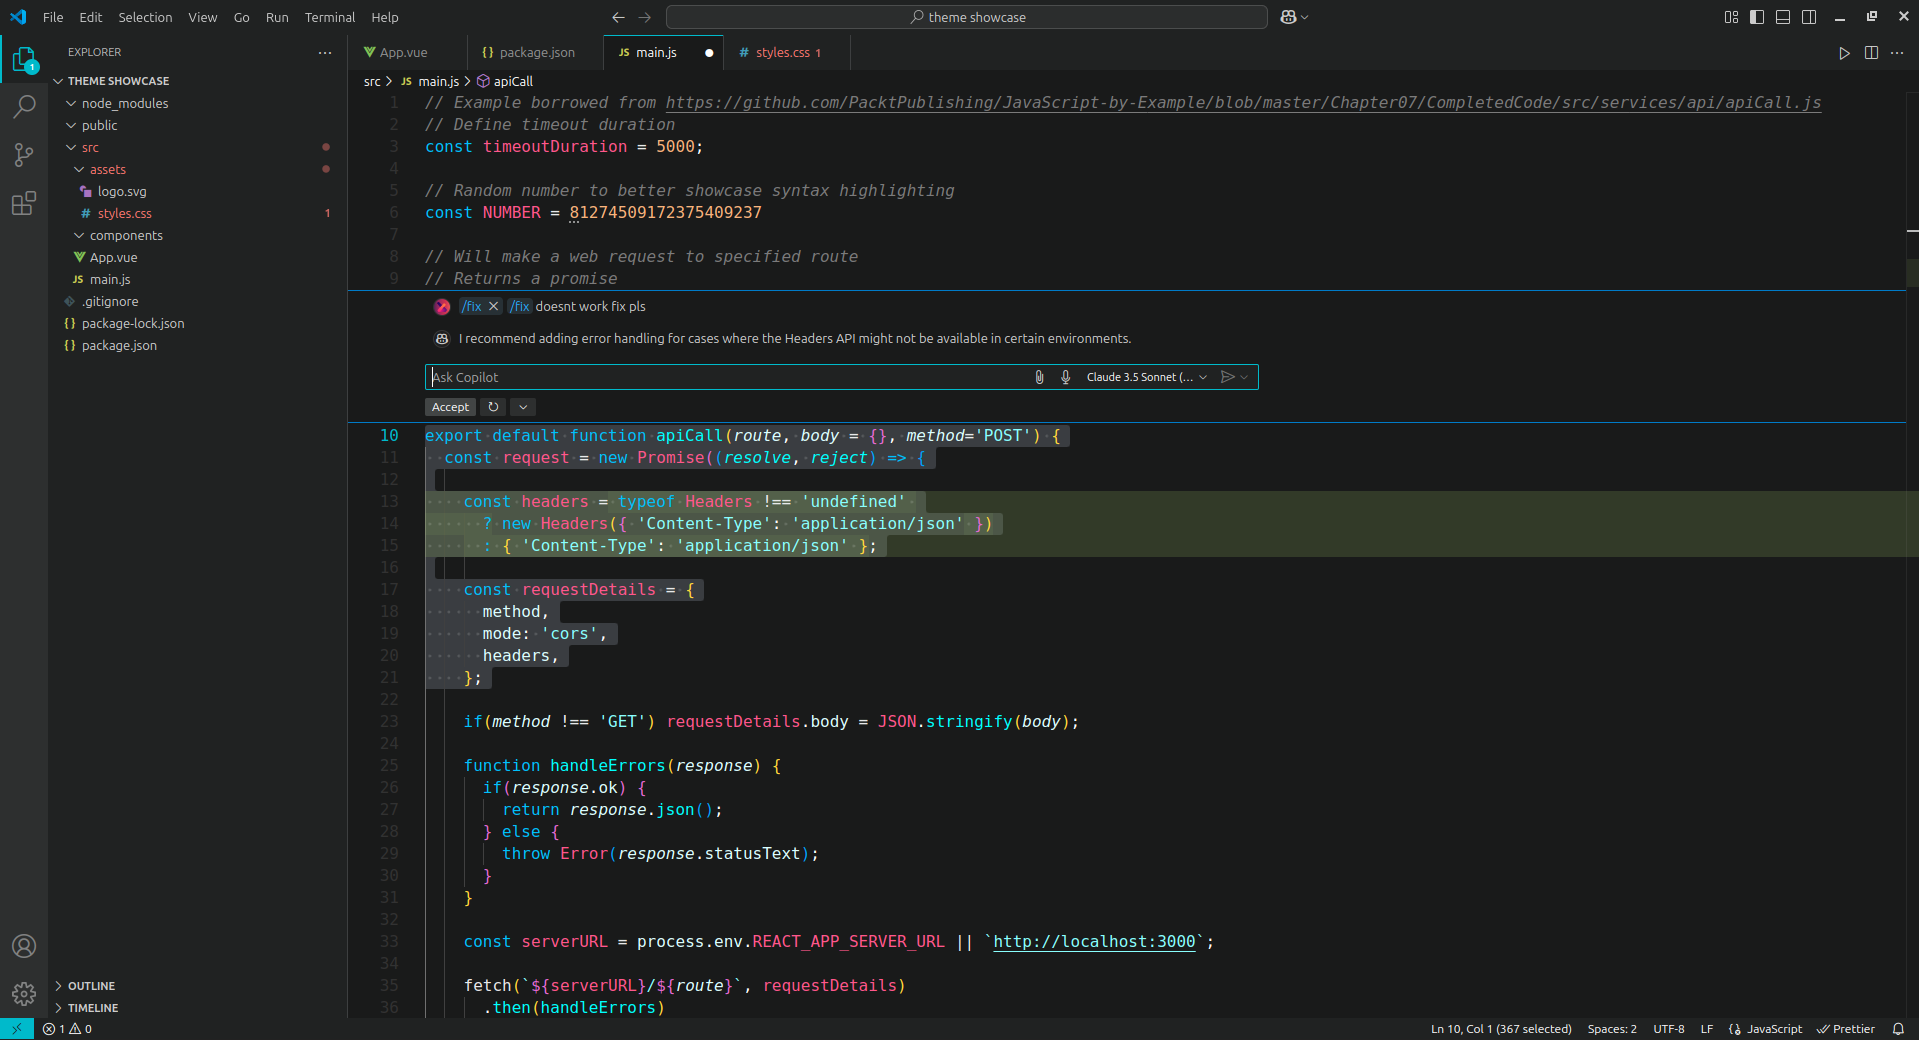 File Edit Selection View Go Run Terminal Help
theme showcase
EXPLORER
THEME SHOWCASE
node_modules
public
src
assets
logo.svg
# styles.css 1
components
App.vue
JS main.js
.gitignore
{} package-lock.json
{} package.json
OUTLINE
TIMELINE
1
App.vue
{} package.json
JS main.js
# styles.css 1
src > JS main.js > apiCall
1 // Example borrowed from https://github.com/PacktPublishing/JavaScript-by-Example/blob/master/Chapter07/CompletedCode/src/services/api/apiCall.js
2 // Define timeout duration
3 const timeoutDuration = 5000;
4
5 // Random number to better showcase syntax highlighting
6 const NUMBER = 81274509172375409237
7
8 // Will make a web request to specified route
9 // Returns a promise
/fix × /fix doesnt work fix pls
I recommend adding error handling for cases where the Headers API might not be available in certain environments.
Ask Copilot
Claude 3.5 Sonnet (...
Accept
10 export default function apiCall(route, body = {}, method='POST') {
11 const request = new Promise((resolve, reject) => {
12
13 const headers = typeof Headers !== 'undefined'
14 ? new Headers({ 'Content-Type': 'application/json' })
15 : { 'Content-Type': 'application/json' };
16
17 const requestDetails = {
18 method,
19 mode: 'cors',
20 headers,
21 };
22
23 if(method !== 'GET') requestDetails.body = JSON.stringify(body);
24
25 function handleErrors(response) {
26 if(response.ok) {
27 return response.json();
28 } else {
29 throw Error(response.statusText);
30 }
31 }
32
33 const serverURL = process.env.REACT_APP_SERVER_URL || `http://localhost:3000`;
34
35 fetch(`${serverURL}/${route}`, requestDetails)
36 .then(handleErrors)
1 0
Ln 10, Col 1 (367 selected) Spaces: 2 UTF-8 LF {} JavaScript Prettier